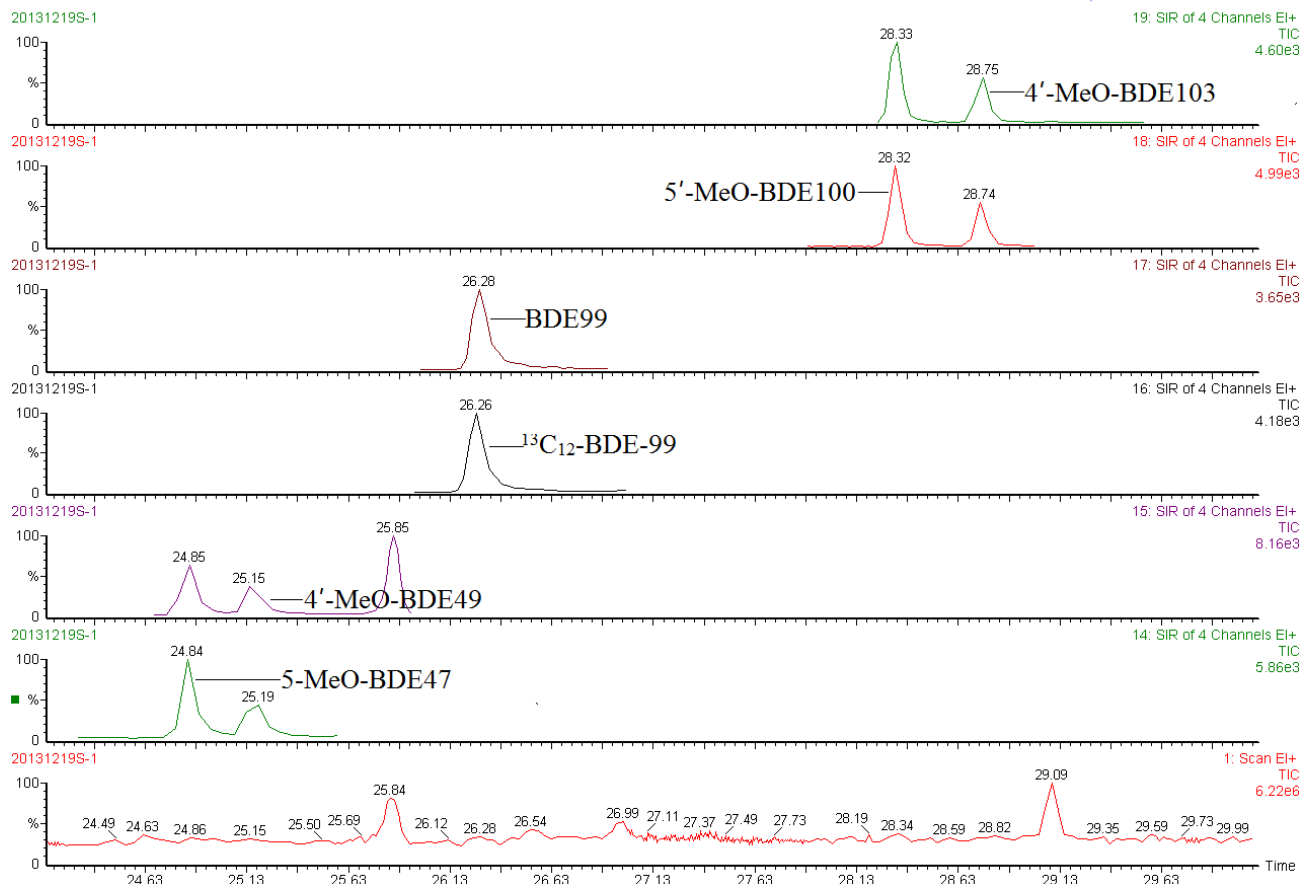 20131219S-1 19: SIR of 4 Channels EI+
TIC
4.60e3
100
%
0
28.33
28.75
4′-MeO-BDE103
20131219S-1 18: SIR of 4 Channels EI+
TIC
4.99e3
100
%
0
28.32
28.74
5′-MeO-BDE100
20131219S-1 17: SIR of 4 Channels EI+
TIC
3.65e3
100
%
0
26.28
BDE99
20131219S-1 16: SIR of 4 Channels EI+
TIC
4.18e3
100
%
0
26.26
¹³C₁₂-BDE-99
20131219S-1 15: SIR of 4 Channels EI+
TIC
8.16e3
100
%
0
24.85
25.15
25.85
4′-MeO-BDE49
20131219S-1 14: SIR of 4 Channels EI+
TIC
5.86e3
100
%
0
24.84
25.19
5-MeO-BDE47
20131219S-1 1: Scan EI+
TIC
6.22e6
100
%
0
24.49 24.63 24.86 25.15 25.50 25.69 25.84 26.12 26.28 26.54 26.99 27.11 27.37 27.49 27.73 28.19 28.34 28.59 28.82 29.09 29.35 29.59 29.73 29.99
Time
24.63 25.13 25.63 26.13 26.63 27.13 27.63 28.13 28.63 29.13 29.63